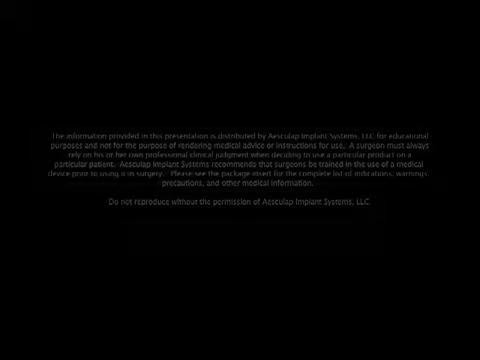 The information provided in this presentation is distributed by Aesculap Implant Systems, LLC for educational
purposes and not for the purpose of rendering medical advice or instructions for use. A surgeon must always
rely on his or her own professional clinical judgment when deciding to use a particular product on a
particular patient. Aesculap Implant Systems recommends that surgeons be trained in the use of a medical
device prior to using it in surgery. Please see the package insert for the complete list of indications, warnings,
precautions, and other medical information.
Do not reproduce without the permission of Aesculap Implant Systems, LLC.